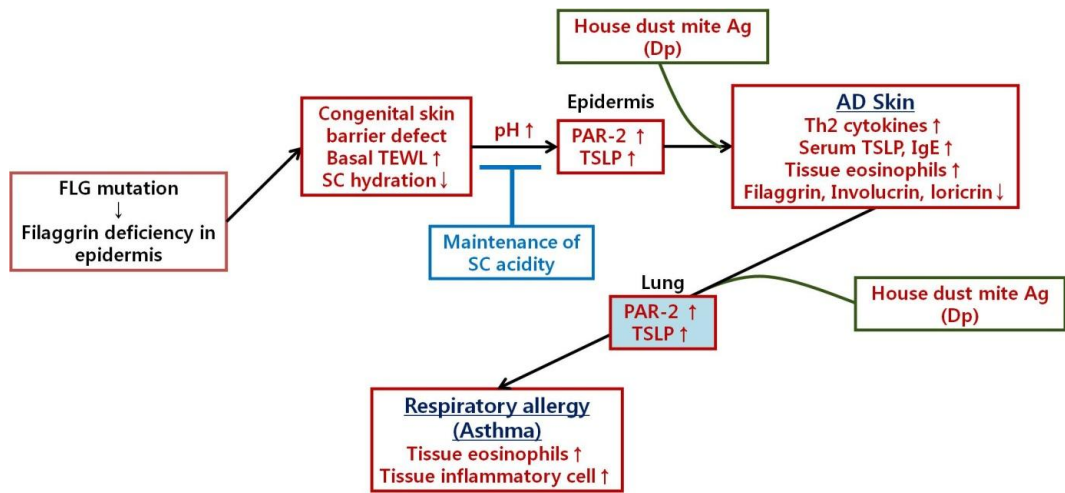 House dust mite Ag
(Dp)
FLG mutation
↓
Filaggrin deficiency in
epidermis
Congenital skin
barrier defect
Basal TEWL ↑
SC hydration ↓
pH ↑
Maintenance of
SC acidity
Epidermis
PAR-2 ↑
TSLP ↑
AD Skin
Th2 cytokines ↑
Serum TSLP, IgE ↑
Tissue eosinophils ↑
Filaggrin, Involucrin, loricrin ↓
Lung
PAR-2 ↑
TSLP ↑
House dust mite Ag
(Dp)
Respiratory allergy
(Asthma)
Tissue eosinophils ↑
Tissue inflammatory cell ↑